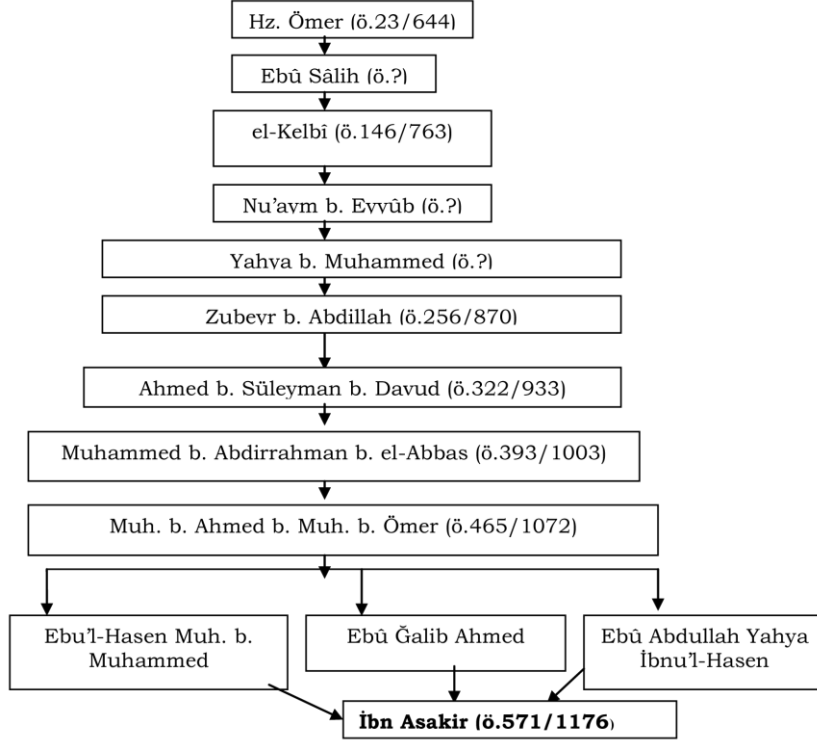 Hz. Ömer (ö.23/644)
Ebû Sâlih (ö.?)
el-Kelbî (ö.146/763)
Nu’aym b. Eyyûb (ö.?)
Yahya b. Muhammed (ö.?)
Zubeyr b. Abdillah (ö.256/870)
Ahmed b. Süleyman b. Davud (ö.322/933)
Muhammed b. Abdirrahman b. el-Abbas (ö.393/1003)
Muh. b. Ahmed b. Muh. b. Ömer (ö.465/1072)
Ebu’l-Hasen Muh. b.
Muhammed
Ebû Ğalib Ahmed
Ebû Abdullah Yahya
İbnu’l-Hasen
İbn Asakir (ö.571/1176)